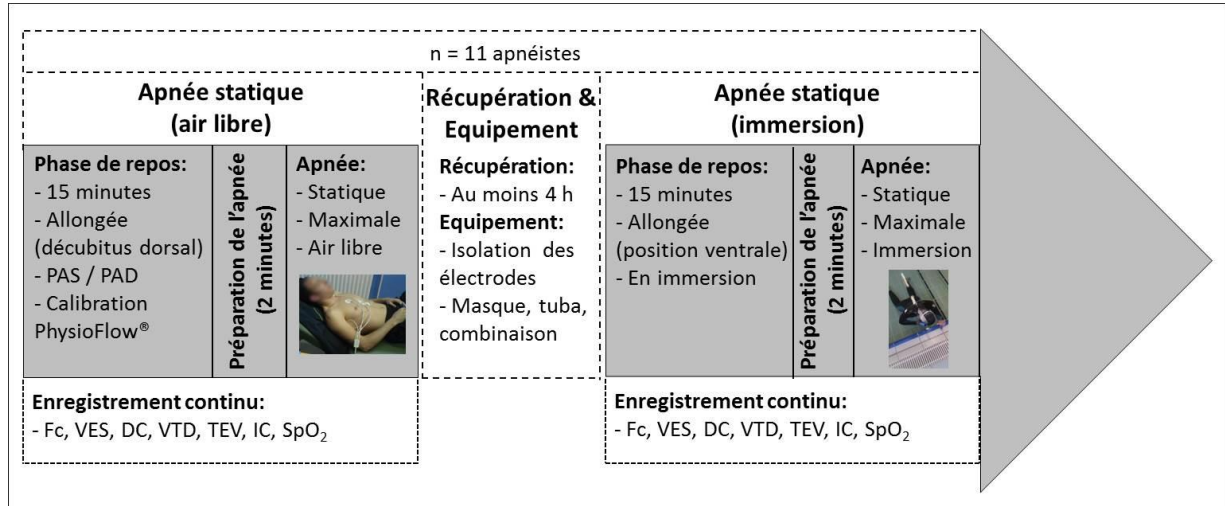 n = 11 apnéistes
Apnée statique
(air libre)
Phase de repos:
- 15 minutes
- Allongée
(décubitus dorsal)
- PAS / PAD
- Calibration
PhysioFlow®
Préparation de l'apnée
(2 minutes)
Apnée:
- Statique
- Maximale
- Air libre
Enregistrement continu:
- Fc, VES, DC, VTD, TEV, IC, SpO₂
Récupération &
Equipement
Récupération:
- Au moins 4 h
Equipement:
- Isolation des
électrodes
- Masque, tuba,
combinaison
Apnée statique
(immersion)
Phase de repos:
- 15 minutes
- Allongée
(position ventrale)
- En immersion
Préparation de l'apnée
(2 minutes)
Apnée:
- Statique
- Maximale
- Immersion
Enregistrement continu:
- Fc, VES, DC, VTD, TEV, IC, SpO₂